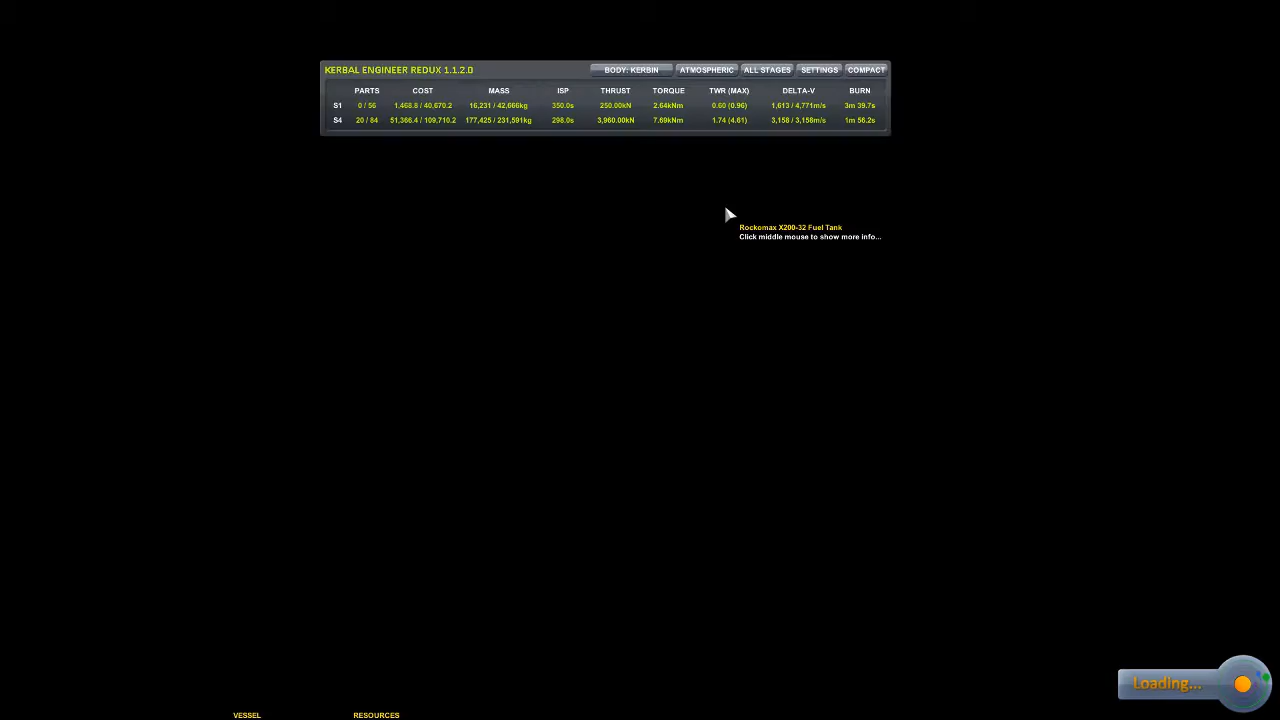 KERBAL ENGINEER REDUX 1.1.2.0 BODY: KERBIN ATMOSPHERIC ALL STAGES SETTINGS COMPACT
PARTS COST MASS ISP THRUST TORQUE TWR (MAX) DELTA-V BURN
S1 0 / 56 1,468.8 / 40,670.2 16,231 / 42,666kg 350.0s 250.00kN 2.64kNm 0.60 (0.96) 1,613 / 4,771m/s 3m 39.7s
S4 20 / 84 51,366.4 / 109,710.2 177,425 / 231,591kg 298.0s 3,960.00kN 7.69kNm 1.74 (4.61) 3,158 / 3,158m/s 1m 56.2s
Rockomax X200-32 Fuel Tank
Click middle mouse to show more info...
Loading...
VESSEL RESOURCES